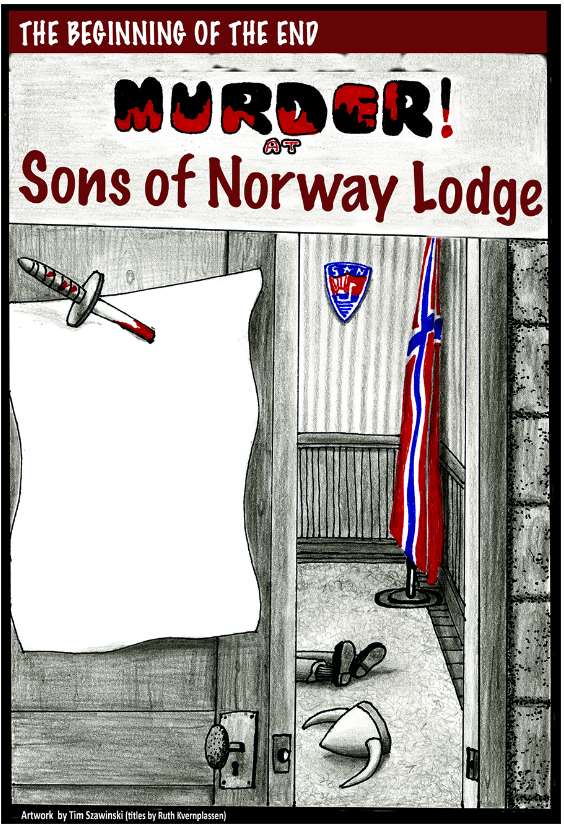 THE BEGINNING OF THE END
MURDER!
AT
Sons of Norway Lodge
S N
Artwork by Tim Szawinski (titles by Ruth Kvernplassen)